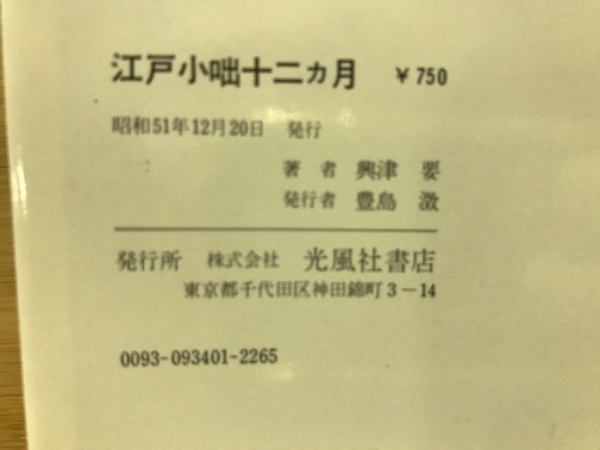 江戸小咄十二カ月 ￥750
昭和51年12月20日 発行
著者 興津要
発行者 豊島澂
発行所 株式会社 光風社書店
東京都千代田区神田錦町3－14
0093-093401-2265